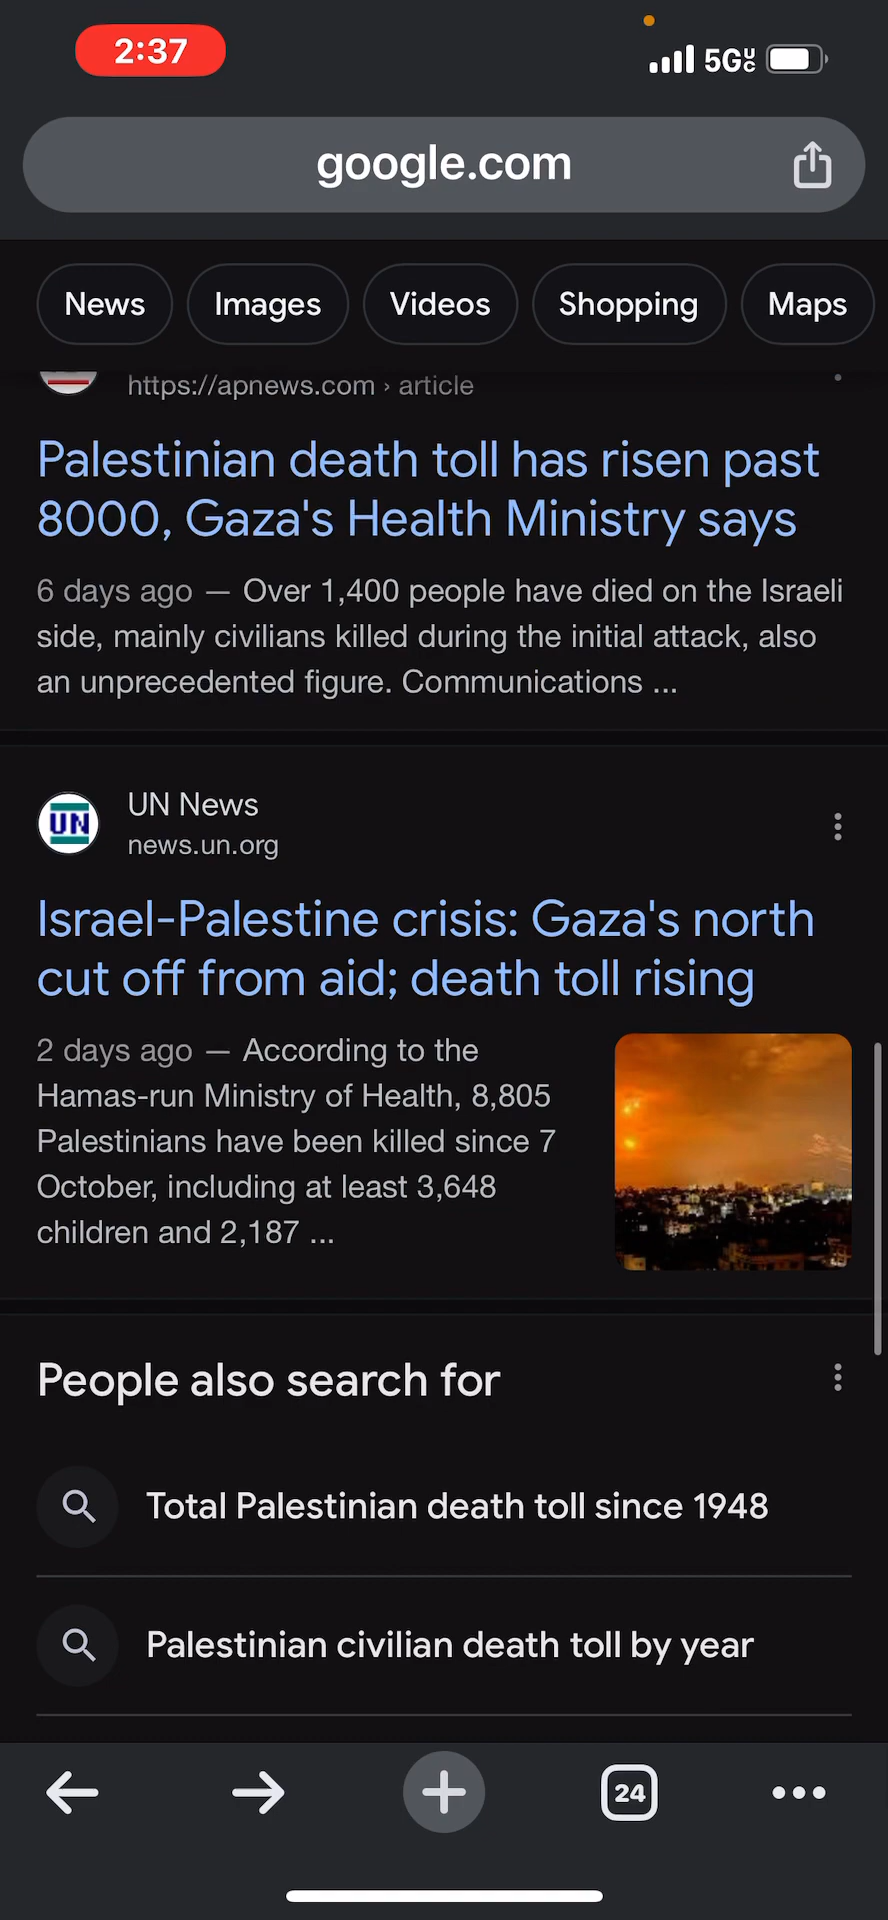 2:37
5GUC
google.com
News Images Videos Shopping Maps
https://apnews.com › article
Palestinian death toll has risen past
8000, Gaza's Health Ministry says
6 days ago — Over 1,400 people have died on the Israeli
side, mainly civilians killed during the initial attack, also
an unprecedented figure. Communications ...
UN
UN News
news.un.org
Israel-Palestine crisis: Gaza's north
cut off from aid; death toll rising
2 days ago — According to the
Hamas-run Ministry of Health, 8,805
Palestinians have been killed since 7
October, including at least 3,648
children and 2,187 ...
People also search for
Total Palestinian death toll since 1948
Palestinian civilian death toll by year
24